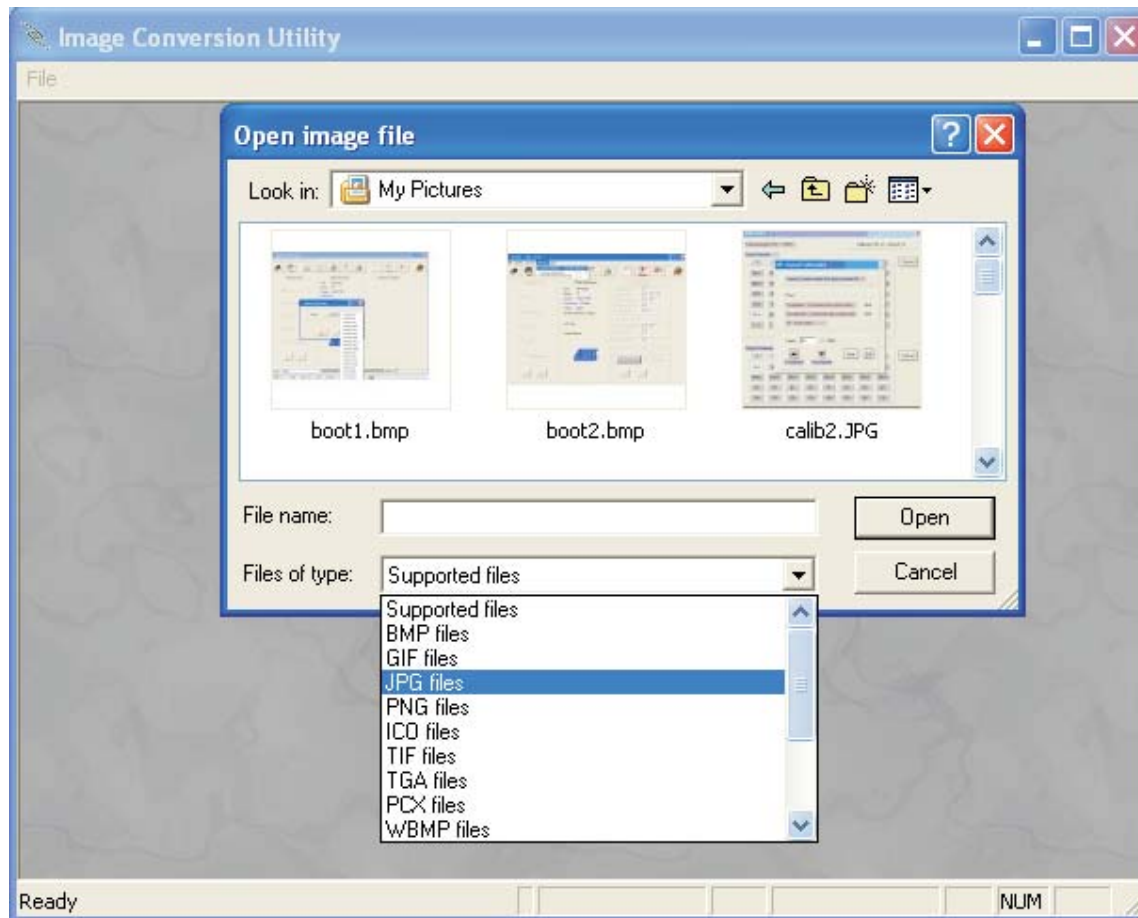 Image Conversion Utility
File
Open image file
Look in: My Pictures
boot1.bmp boot2.bmp calib2.JPG
File name: Open
Files of type: Supported files Cancel
Supported files
BMP files
GIF files
JPG files
PNG files
ICO files
TIF files
TGA files
PCX files
WBMP files
Ready NUM